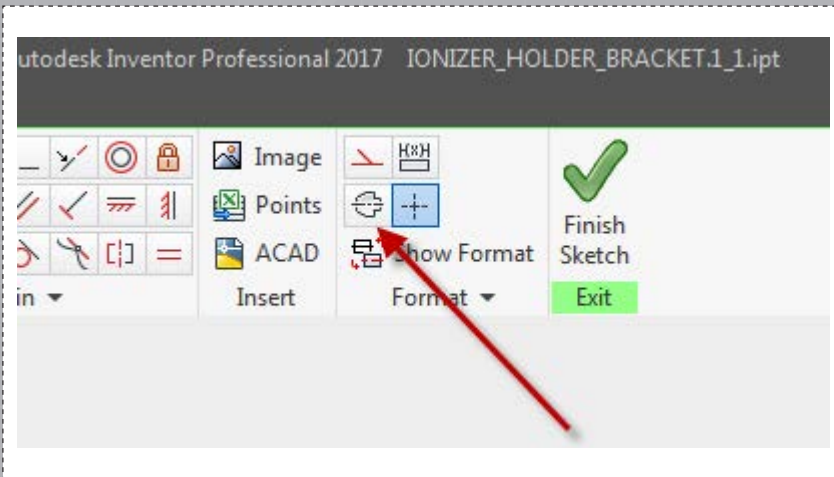 utodesk Inventor Professional 2017 IONIZER_HOLDER_BRACKET.1_1.ipt
Image
Points
ACAD
Insert
in
Show Format
Format
Finish
Sketch
Exit